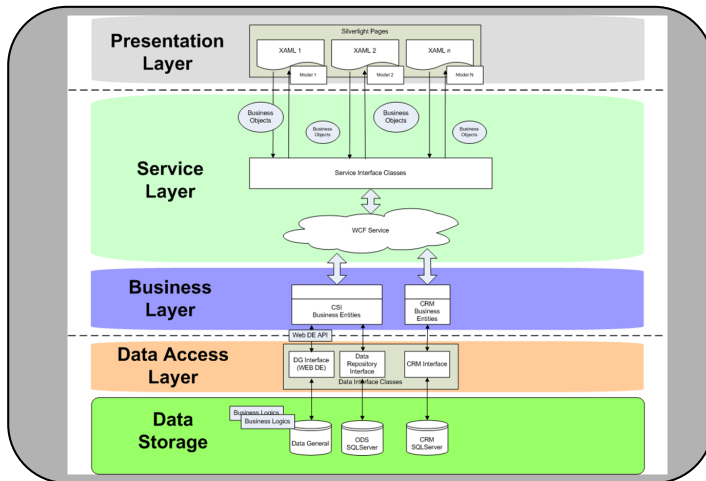 Presentation
Layer
Silverlight Pages
XAML 1
XAML 2
XAML n
Model 1
Model 2
Model N
Business
Objects
Business
Objects
Business
Objects
Business
Objects
Service
Layer
Service Interface Classes
WCF Service
Business
Layer
CSI
Business Entities
CRM
Business
Entities
Web DE API
Data Access
Layer
DG Interface
(WEB DE)
Data
Repository
Interface
CRM Interface
Data Interface Classes
Data
Storage
Business Logics
Business Logics
Data General
ODS
SQLServer
CRM
SQLServer